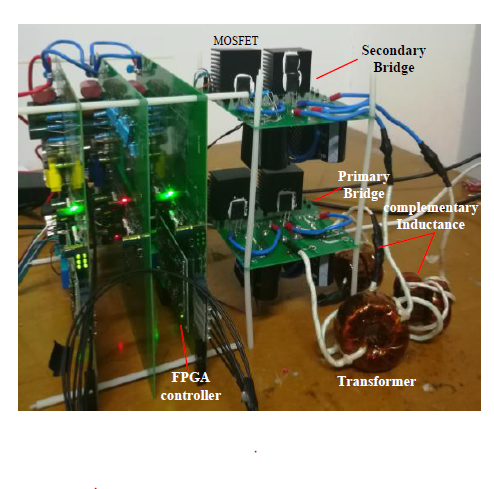 MOSFET
Secondary
Bridge
Primary
Bridge
complementary
Inductance
FPGA
controller
Transformer
.